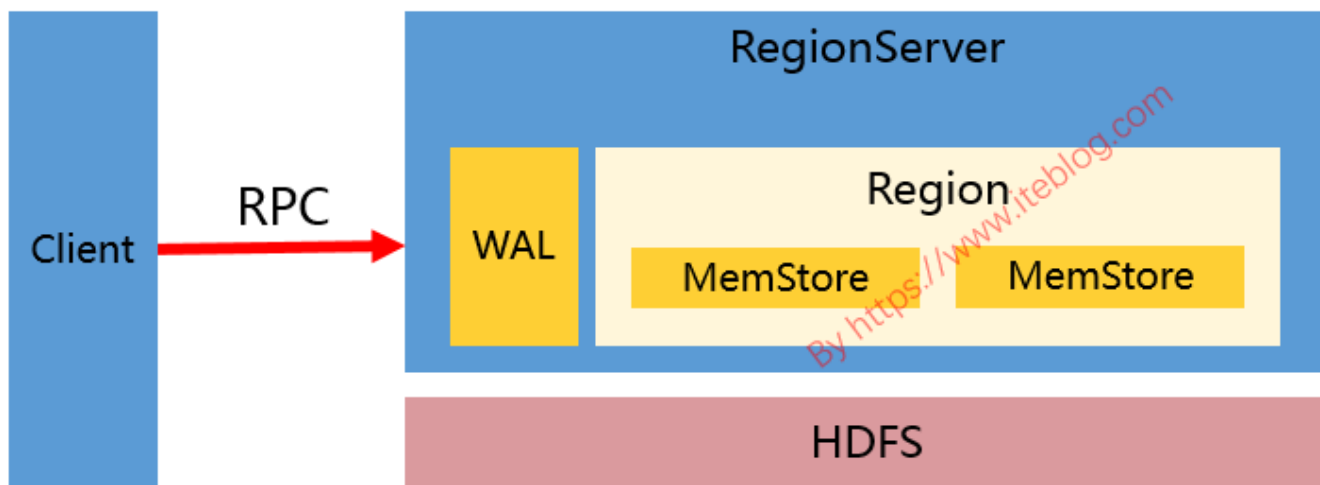 RegionServer
RPC
Client
WAL
Region
MemStore
MemStore
HDFS
By https://www.iteblog.com